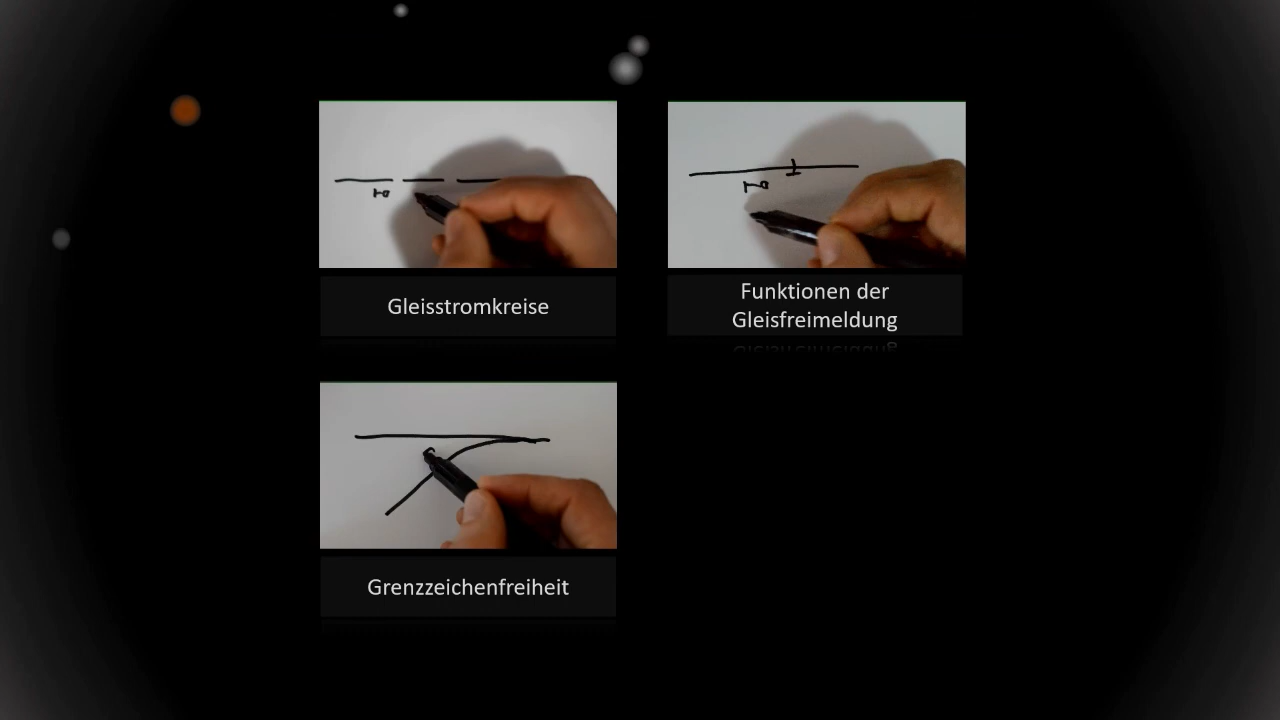 Gleisstromkreise
Funktionen der
Gleisfreimeldung
Grenzzeichenfreiheit